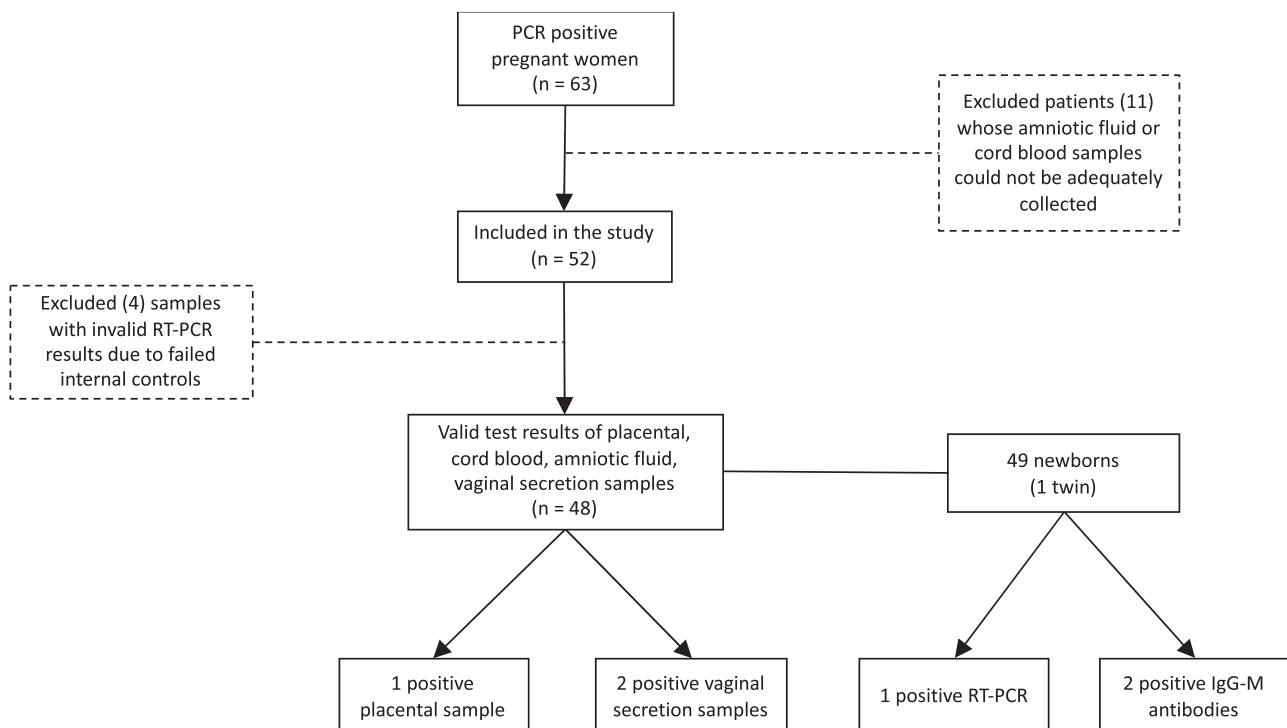 PCR positive
pregnant women
(n = 63)
Excluded patients (11)
whose amniotic fluid or
cord blood samples
could not be adequately
collected
Included in the study
(n = 52)
Excluded (4) samples
with invalid RT-PCR
results due to failed
internal controls
Valid test results of placental,
cord blood, amniotic fluid,
vaginal secretion samples
(n = 48)
49 newborns
(1 twin)
1 positive
placental sample
2 positive vaginal
secretion samples
1 positive RT-PCR
2 positive IgG-M
antibodies